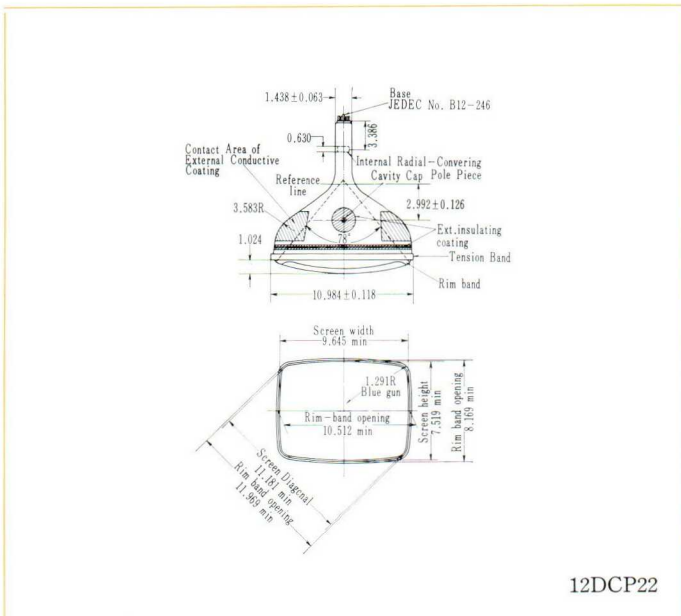 1.438±0.063
Base
JEDEC No. B12-246
0.630
3.386
Contact Area of
External Conductive
Coating
Internal Radial-Convering
Cavity Cap Pole Piece
Reference
line
2.992±0.126
3.583R
78°
Ext.insulating
coating
1.024
Tension Band
Rim band
10.984±0.118
Screen width
9.645 min
1.291R
Blue gun
Rim-band opening
10.512 min
Screen height
7.519 min
Rim band opening
8.169 min
Screen Diagcnal
11.181 min
Rim band opening
11.969 min
12DCP22